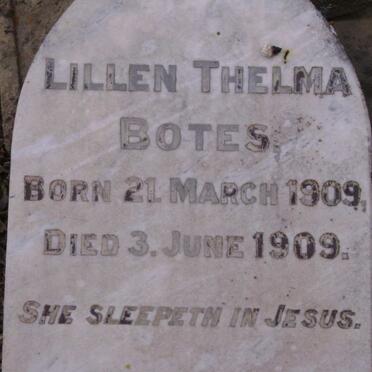 LILLEN THELMA
BOTES.
BORN 21. MARCH 1909,
DIED 3. JUNE 1909.
SHE SLEEPETH IN JESUS.